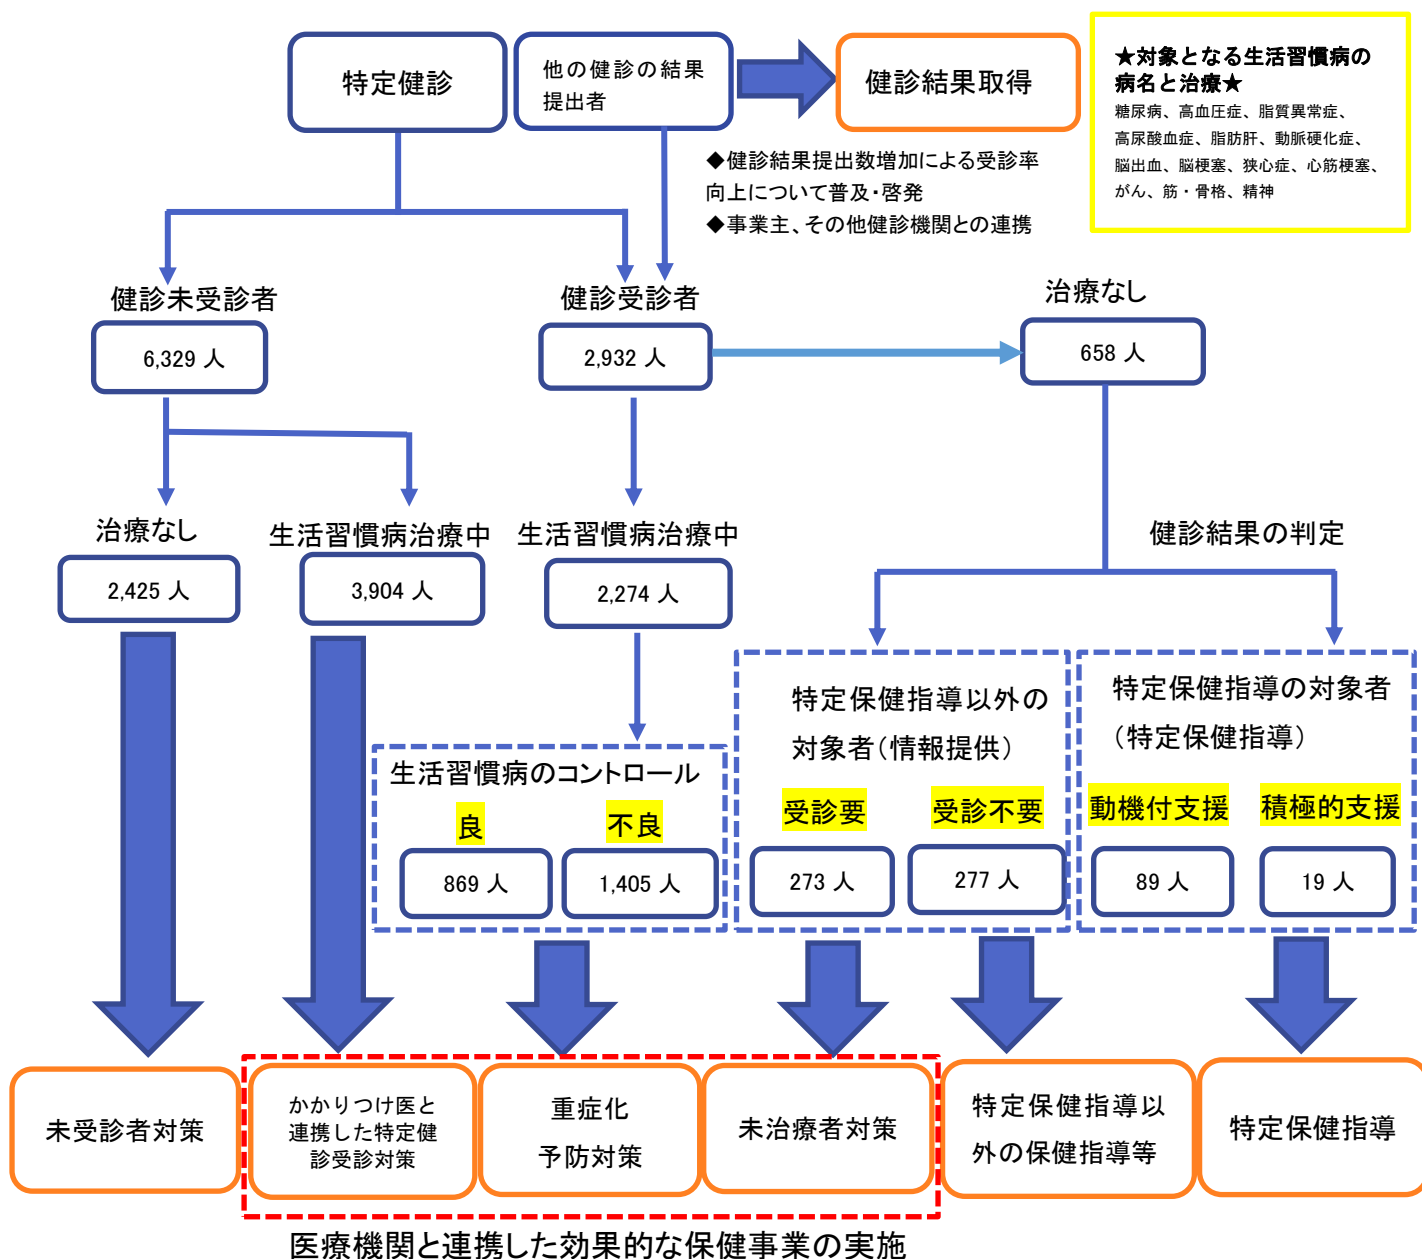 特定健診
他の健診の結果
提出者
健診結果取得
★対象となる生活習慣病の
病名と治療★
糖尿病、高血圧症、脂質異常症、
高尿酸血症、脂肪肝、動脈硬化症、
脳出血、脳梗塞、狭心症、心筋梗塞、
がん、筋・骨格、精神
◆健診結果提出数増加による受診率
向上について普及・啓発
◆事業主、その他健診機関との連携
健診未受診者
6,329 人
健診受診者
2,932 人
治療なし
658 人
治療なし
2,425 人
生活習慣病治療中
3,904 人
生活習慣病治療中
2,274 人
健診結果の判定
生活習慣病のコントロール
良
不良
869 人
1,405 人
特定保健指導以外の
対象者（情報提供）
受診要
受診不要
273 人
277 人
特定保健指導の対象者
（特定保健指導）
動機付支援
積極的支援
89 人
19 人
未受診者対策
かかりつけ医と
連携した特定健
診受診対策
重症化
予防対策
未治療者対策
特定保健指導以
外の保健指導等
特定保健指導
医療機関と連携した効果的な保健事業の実施